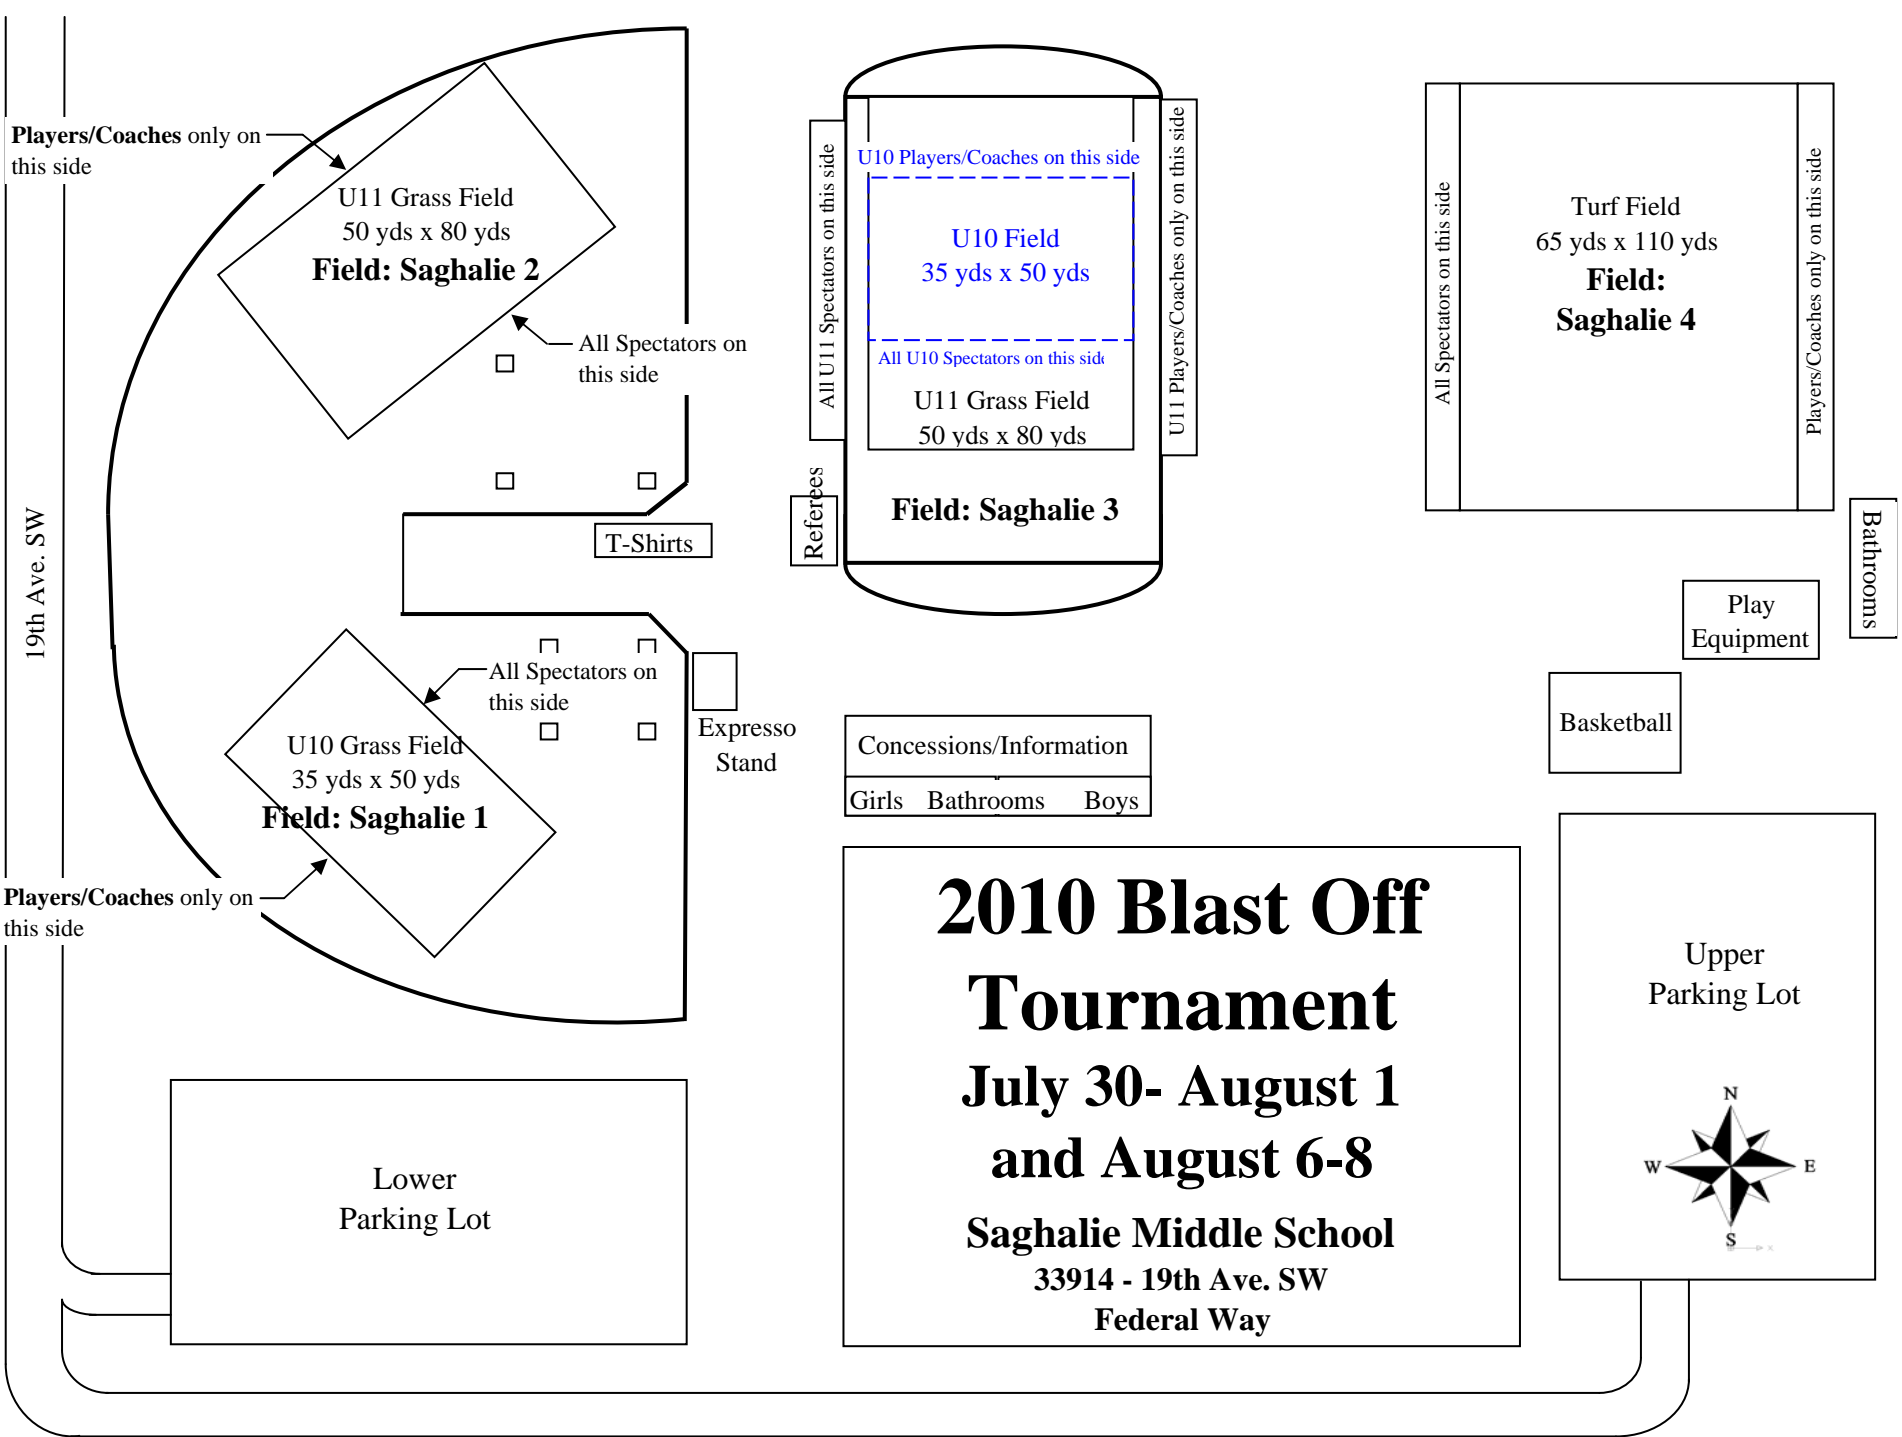 Players/Coaches only on
this side
U11 Grass Field
50 yds x 80 yds
Field: Saghalie 2
All Spectators on
this side
19th Ave. SW
T-Shirts
All Spectators on
this side
U10 Grass Field
35 yds x 50 yds
Field: Saghalie 1
Players/Coaches only on
this side
Expresso
Stand
Lower
Parking Lot
All U11 Spectators on this side
U10 Players/Coaches on this side
U10 Field
35 yds x 50 yds
All U10 Spectators on this side
U11 Grass Field
50 yds x 80 yds
U11 Players/Coaches only on this side
Referees
Field: Saghalie 3
Concessions/Information
Girls Bathrooms Boys
All Spectators on this side
Turf Field
65 yds x 110 yds
Field:
Saghalie 4
Players/Coaches only on this side
Bathrooms
Play
Equipment
Basketball
2010 Blast Off
Tournament
July 30- August 1
and August 6-8
Saghalie Middle School
33914 - 19th Ave. SW
Federal Way
Upper
Parking Lot
N
W
E
S
x